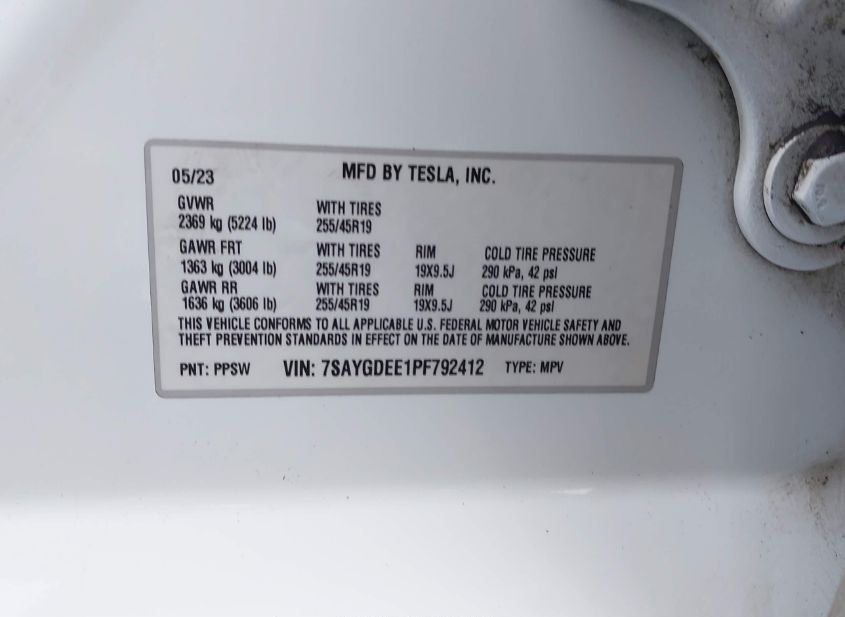 05/23 MFD BY TESLA, INC.
GVWR WITH TIRES
2369 kg (5224 lb) 255/45R19
GAWR FRT WITH TIRES RIM COLD TIRE PRESSURE
1363 kg (3004 lb) 255/45R19 19X9.5J 290 kPa, 42 psi
GAWR RR WITH TIRES RIM COLD TIRE PRESSURE
1636 kg (3606 lb) 255/45R19 19X9.5J 290 kPa, 42 psi
THIS VEHICLE CONFORMS TO ALL APPLICABLE U.S. FEDERAL MOTOR VEHICLE SAFETY AND
THEFT PREVENTION STANDARDS IN EFFECT ON THE DATE OF MANUFACTURE SHOWN ABOVE.
PNT: PPSW VIN: 7SAYGDEE1PF792412 TYPE: MPV